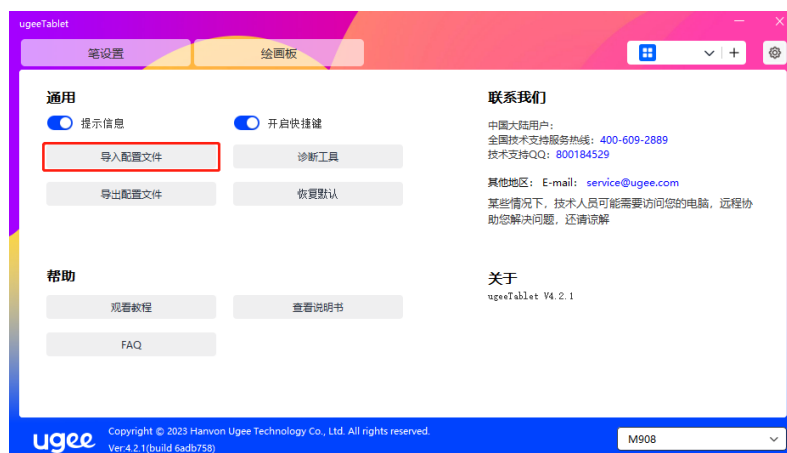 ugeeTablet
笔设置
绘画板
通用
提示信息
开启快捷键
导入配置文件
诊断工具
导出配置文件
恢复默认
帮助
观看教程
查看说明书
FAQ
联系我们
中国大陆用户:
全国技术支持服务热线: 400-609-2889
技术支持QQ: 800184529
其他地区: E-mail: service@ugee.com
某些情况下，技术人员可能需要访问您的电脑，远程协
助您解决问题，还请谅解
关于
ugeeTablet V4.2.1
ugee
Copyright © 2023 Hanvon Ugee Technology Co., Ltd. All rights reserved.
Ver:4.2.1(build 6adb758)
M908